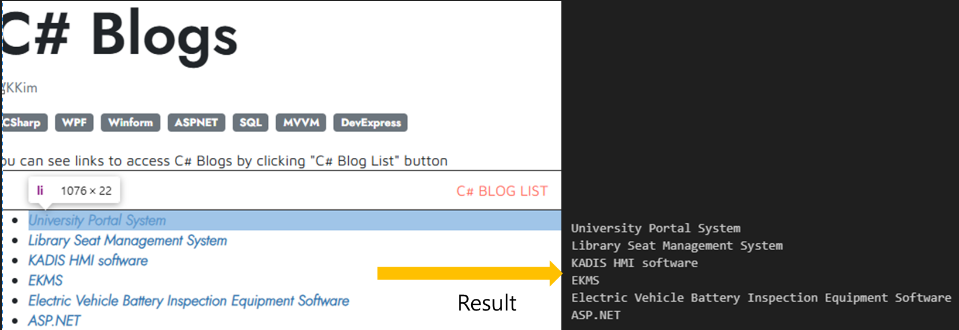 C# Blogs
KKim
CSharp WPF Winform ASPNET SQL MVVM DevExpress
ou can see links to access C# Blogs by clicking "C# Blog List" button
li 1076 × 22
C# BLOG LIST
University Portal System
Library Seat Management System
KADIS HMI software
EKMS
Electric Vehicle Battery Inspection Equipment Software
ASP.NET
Result
University Portal System
Library Seat Management System
KADIS HMI software
EKMS
Electric Vehicle Battery Inspection Equipment Software
ASP.NET